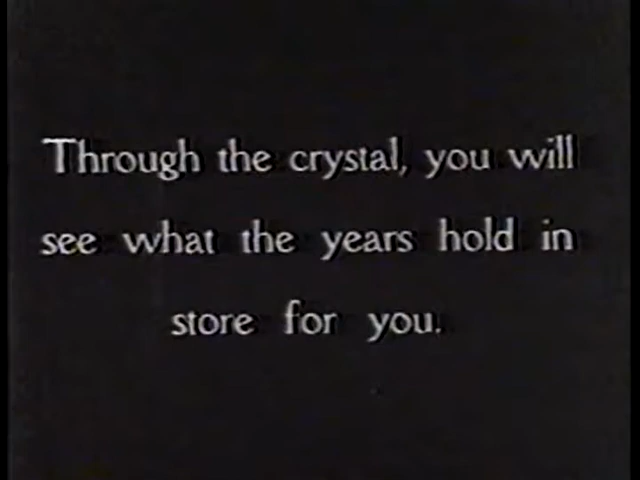 Through the crystal, you will
see what the years hold in
store for you.